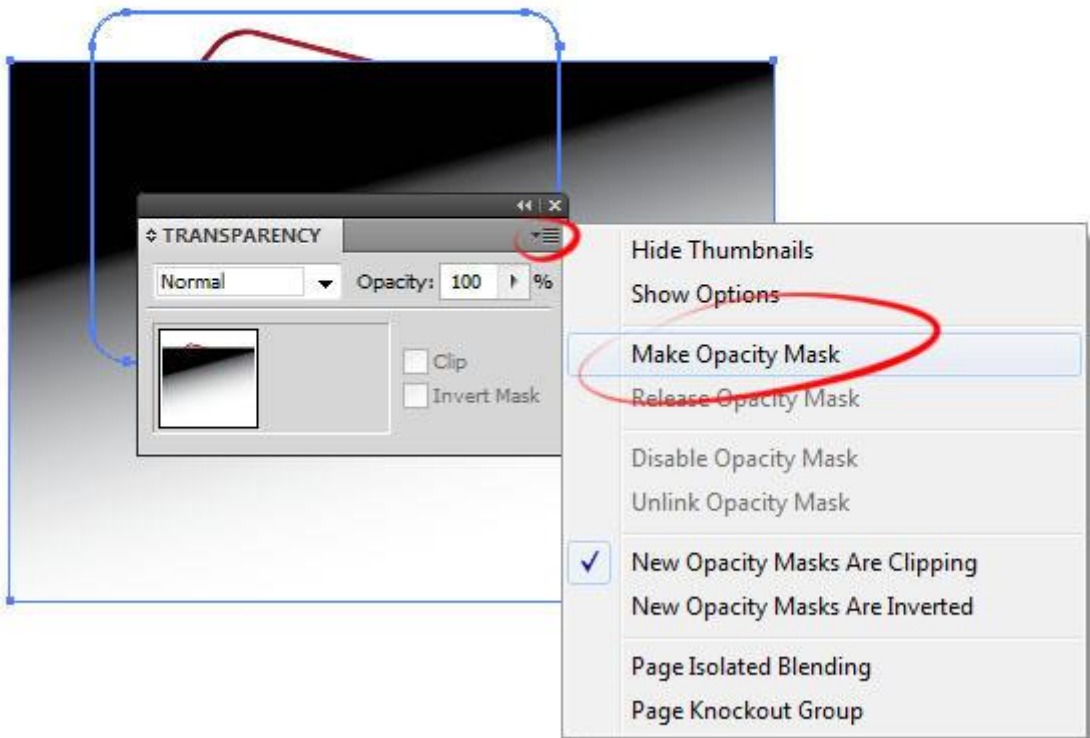 TRANSPARENCY
Normal
Opacity: 100 %
Clip
Invert Mask
Hide Thumbnails
Show Options
Make Opacity Mask
Release Opacity Mask
Disable Opacity Mask
Unlink Opacity Mask
New Opacity Masks Are Clipping
New Opacity Masks Are Inverted
Page Isolated Blending
Page Knockout Group